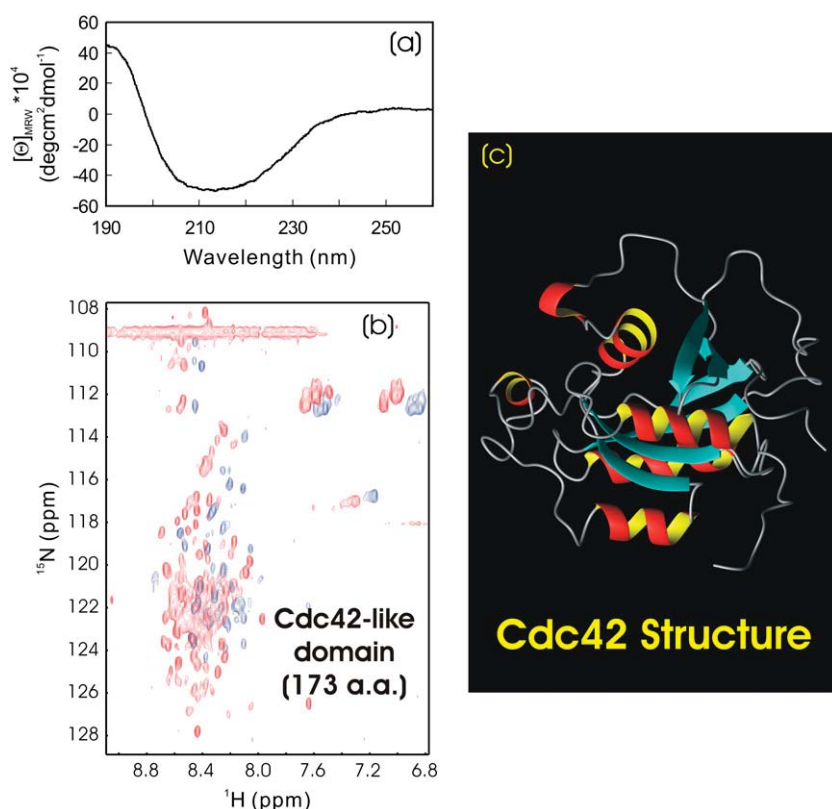 (a)
[Θ]MRW *10⁴
(degcm²dmol⁻¹)
60
40
20
0
-20
-40
-60
190
210
230
250
Wavelength (nm)
(b)
¹⁵N (ppm)
108
110
112
114
116
118
120
122
124
126
128
Cdc42-like
domain
(173 a.a.)
8.8
8.4
8.0
7.6
7.2
6.8
¹H (ppm)
(c)
Cdc42 Structure